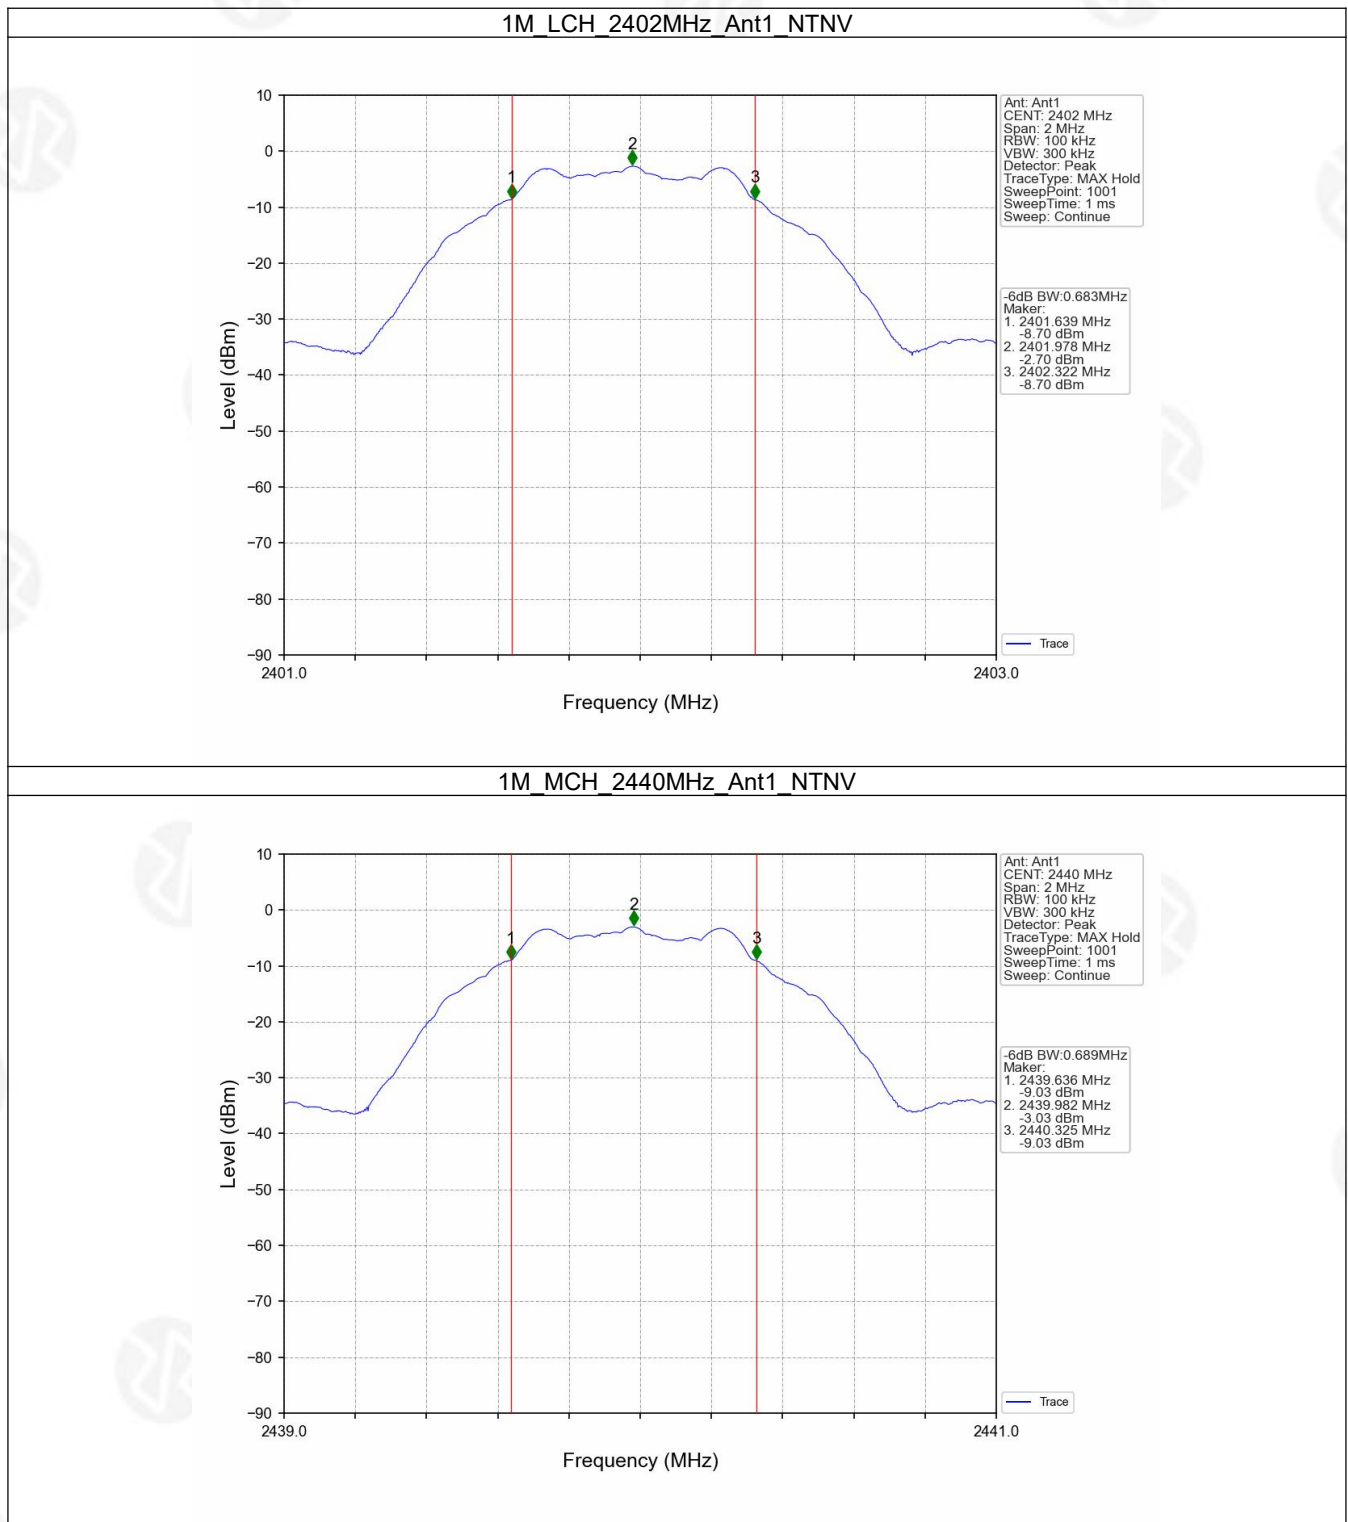 1M_LCH_2402MHz_Ant1_NTNV
10
0
−10
−20
−30
−40
−50
−60
−70
−80
−90
Level (dBm)
1
2
3
2401.0
2403.0
Frequency (MHz)
Ant: Ant1
CENT: 2402 MHz
Span: 2 MHz
RBW: 100 kHz
VBW: 300 kHz
Detector: Peak
TraceType: MAX Hold
SweepPoint: 1001
SweepTime: 1 ms
Sweep: Continue
-6dB BW:0.683MHz
Maker:
1. 2401.639 MHz
-8.70 dBm
2. 2401.978 MHz
-2.70 dBm
3. 2402.322 MHz
-8.70 dBm
Trace
1M_MCH_2440MHz_Ant1_NTNV
10
0
−10
−20
−30
−40
−50
−60
−70
−80
−90
Level (dBm)
1
2
3
2439.0
2441.0
Frequency (MHz)
Ant: Ant1
CENT: 2440 MHz
Span: 2 MHz
RBW: 100 kHz
VBW: 300 kHz
Detector: Peak
TraceType: MAX Hold
SweepPoint: 1001
SweepTime: 1 ms
Sweep: Continue
-6dB BW:0.689MHz
Maker:
1. 2439.636 MHz
-9.03 dBm
2. 2439.982 MHz
-3.03 dBm
3. 2440.325 MHz
-9.03 dBm
Trace